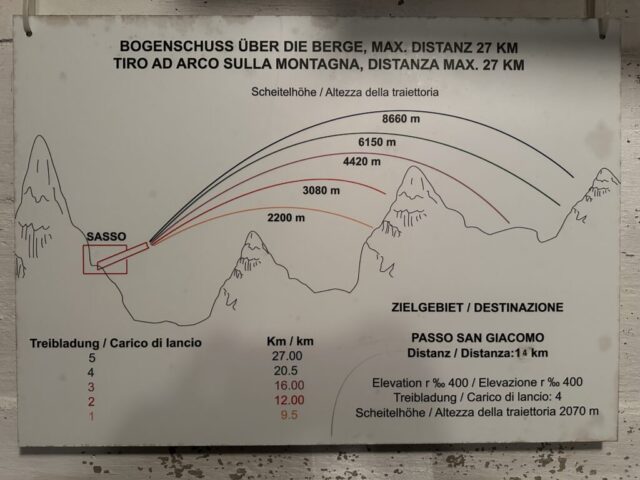 BOGENSCHUSS ÜBER DIE BERGE, MAX. DISTANZ 27 KM
TIRO AD ARCO SULLA MONTAGNA, DISTANZA MAX. 27 KM
Scheitelhöhe / Altezza della traiettoria
8660 m
6150 m
4420 m
3080 m
2200 m
SASSO
ZIELGEBIET / DESTINAZIONE
PASSO SAN GIACOMO
Distanz / Distanza:14 km
Elevation r ‰ 400 / Elevazione r ‰ 400
Treibladung / Carico di lancio: 4
Scheitelhöhe / Altezza della traiettoria 2070 m
Treibladung / Carico di lancio Km / km
5 27.00
4 20.5
3 16.00
2 12.00
1 9.5